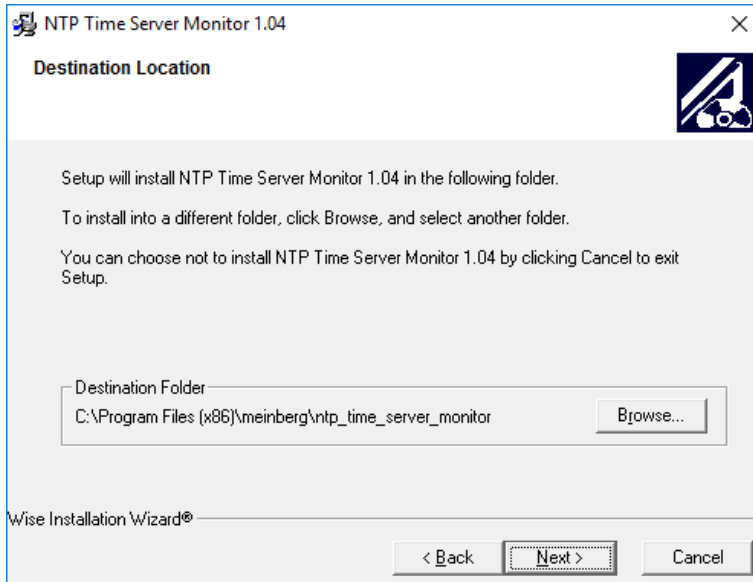 NTP Time Server Monitor 1.04
Destination Location
Setup will install NTP Time Server Monitor 1.04 in the following folder.
To install into a different folder, click Browse, and select another folder.
You can choose not to install NTP Time Server Monitor 1.04 by clicking Cancel to exit
Setup.
Destination Folder
C:\Program Files (x86)\meinberg\ntp_time_server_monitor
Browse...
Wise Installation Wizard®
< Back
Next >
Cancel